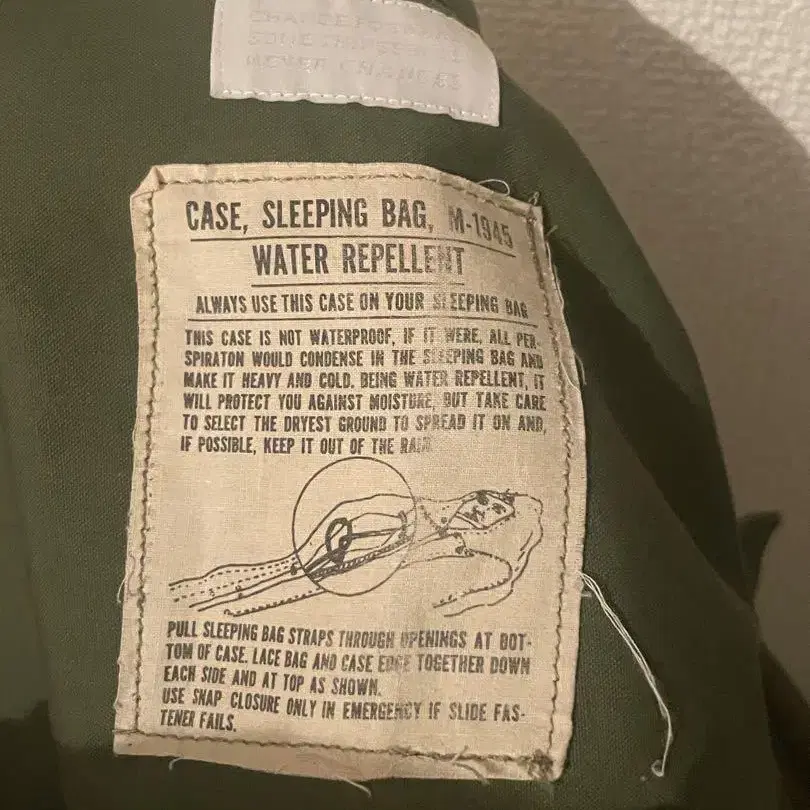 NEVER CHANGES
CASE, SLEEPING BAG, M-1945
WATER REPELLENT
ALWAYS USE THIS CASE ON YOUR SLEEPING BAG
THIS CASE IS NOT WATERPROOF, IF IT WERE, ALL PER-
SPIRATON WOULD CONDENSE IN THE SLEEPING BAG AND
MAKE IT HEAVY AND COLD. BEING WATER REPELLENT, IT
WILL PROTECT YOU AGAINST MOISTURE, BUT TAKE CARE
TO SELECT THE DRYEST GROUND TO SPREAD IT ON AND,
IF POSSIBLE, KEEP IT OUT OF THE RAIN
PULL SLEEPING BAG STRAPS THROUGH OPENINGS AT BOT-
TOM OF CASE. LACE BAG AND CASE EDGE TOGETHER DOWN
EACH SIDE AND AT TOP AS SHOWN.
USE SNAP CLOSURE ONLY IN EMERGENCY IF SLIDE FAS-
TENER FAILS.